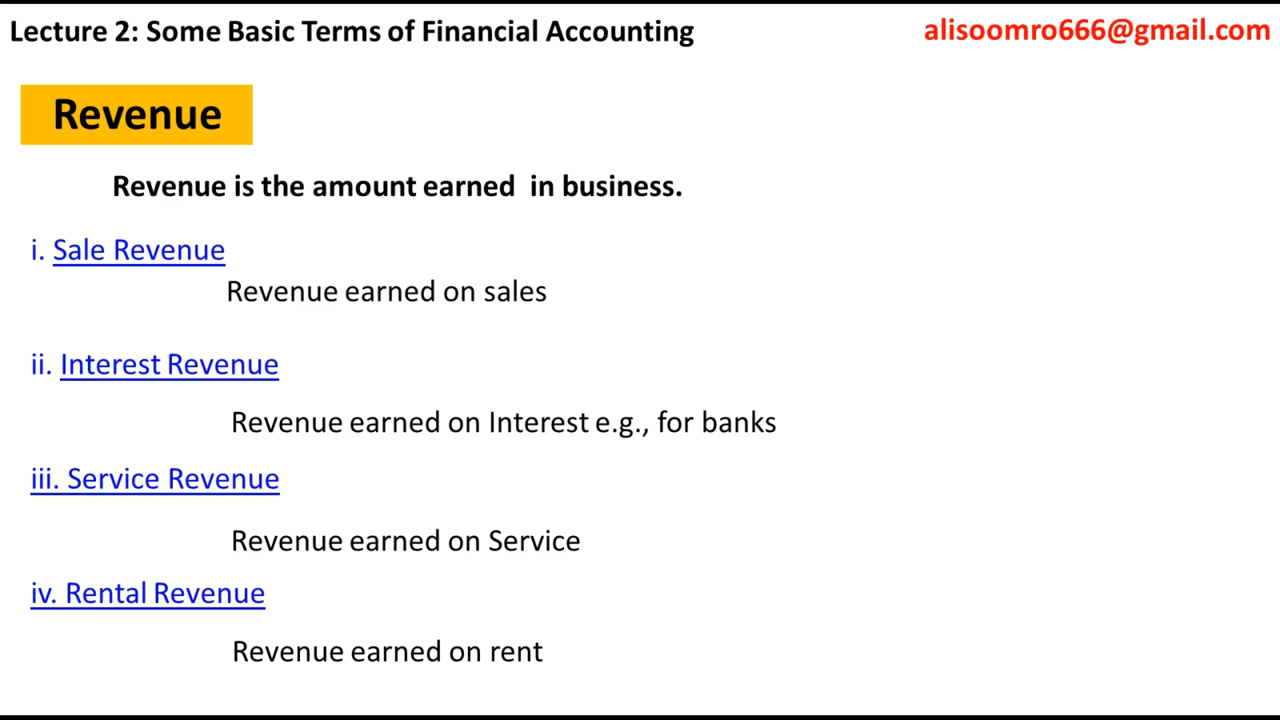 Lecture 2: Some Basic Terms of Financial Accounting
alisoomro666@gmail.com
Revenue
Revenue is the amount earned in business.
i. Sale Revenue
Revenue earned on sales
ii. Interest Revenue
Revenue earned on Interest e.g., for banks
iii. Service Revenue
Revenue earned on Service
iv. Rental Revenue
Revenue earned on rent